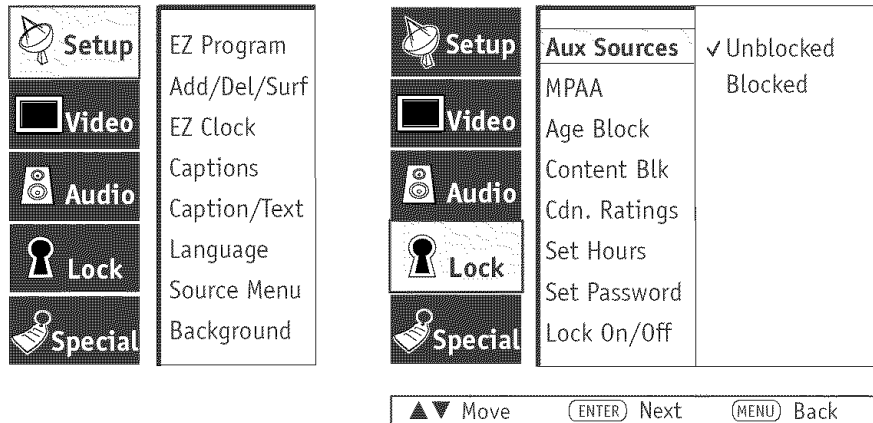 Setup
Video
Audio
Lock
Special
EZ Program
Add/Del/Surf
EZ Clock
Captions
Caption/Text
Language
Source Menu
Background
Setup
Video
Audio
Lock
Special
Aux Sources
MPAA
Age Block
Content Blk
Cdn. Ratings
Set Hours
Set Password
Lock On/Off
✓ Unblocked
Blocked
▲▼ Move ENTER Next MENU Back